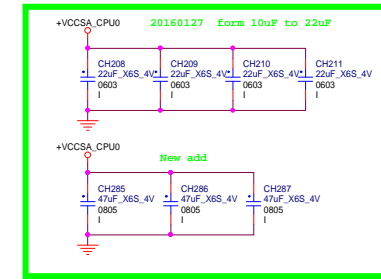 +VCCSA_CPU0 20160127 form 10uF to 22uF
CH208 CH209 CH210 CH211
22uF_X6S_4V 22uF_X6S_4V 22uF_X6S_4V 22uF_X6S_4V
0603 0603 0603 0603
I I I I
+VCCSA_CPU0
New add
CH285 CH286 CH287
47uF_X6S_4V 47uF_X6S_4V 47uF_X6S_4V
0805 0805 0805
I I I